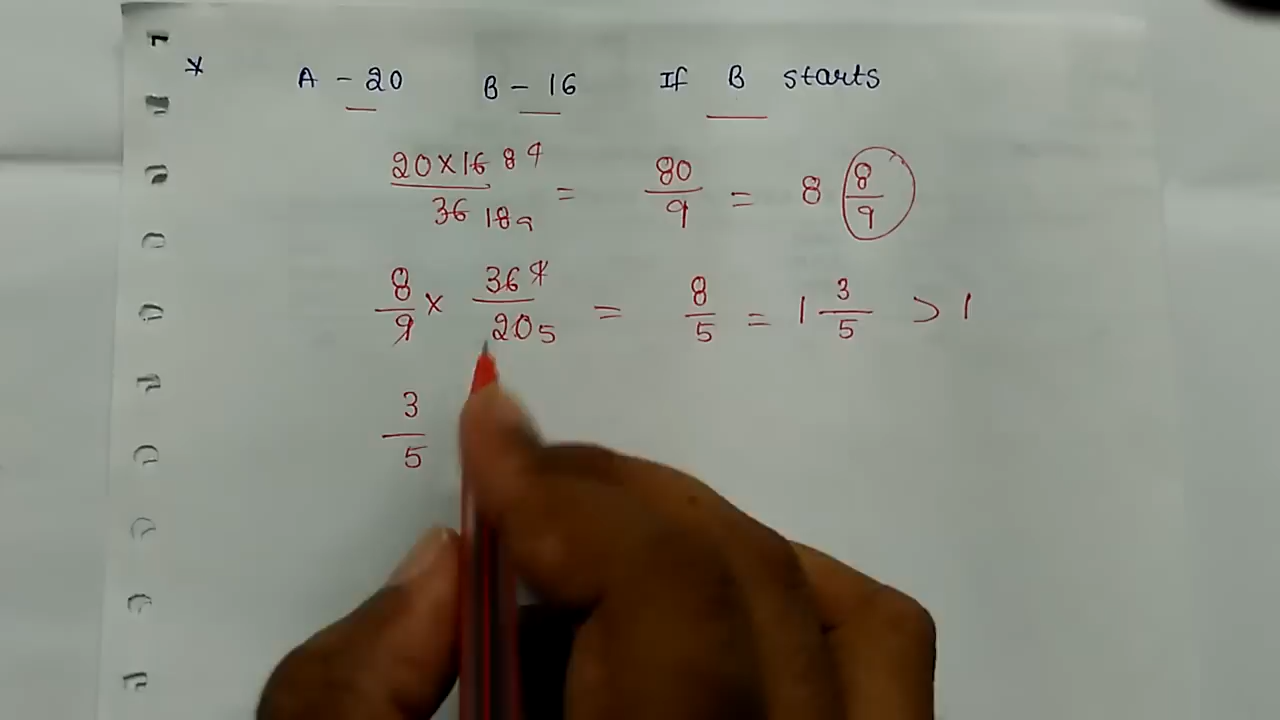 * A - 20 B - 16 If B starts
20 x 16 8 4 / 36 18 9 = 80 / 9 = 8 8/9
8/9 x 36 4 / 20 5 = 8/5 = 1 3/5 > 1
3/5